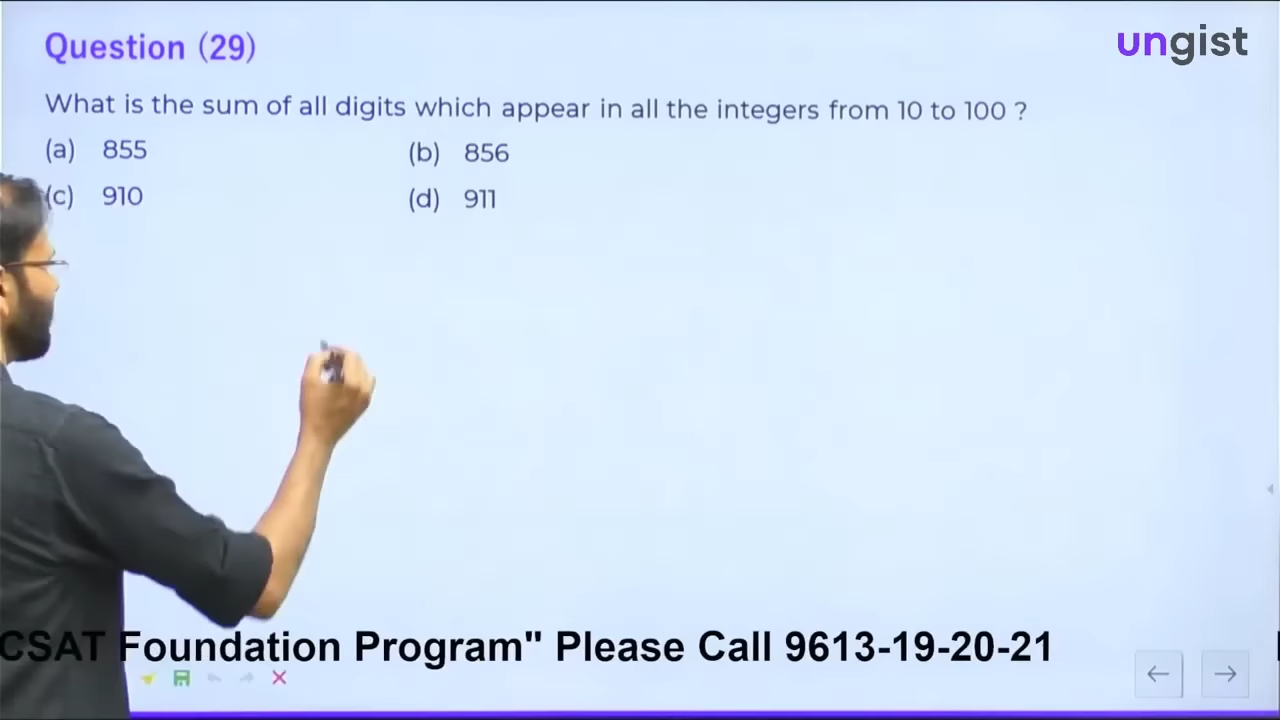 Question (29)
ungist
What is the sum of all digits which appear in all the integers from 10 to 100 ?
(a) 855
(b) 856
(c) 910
(d) 911
CSAT Foundation Program" Please Call 9613-19-20-21